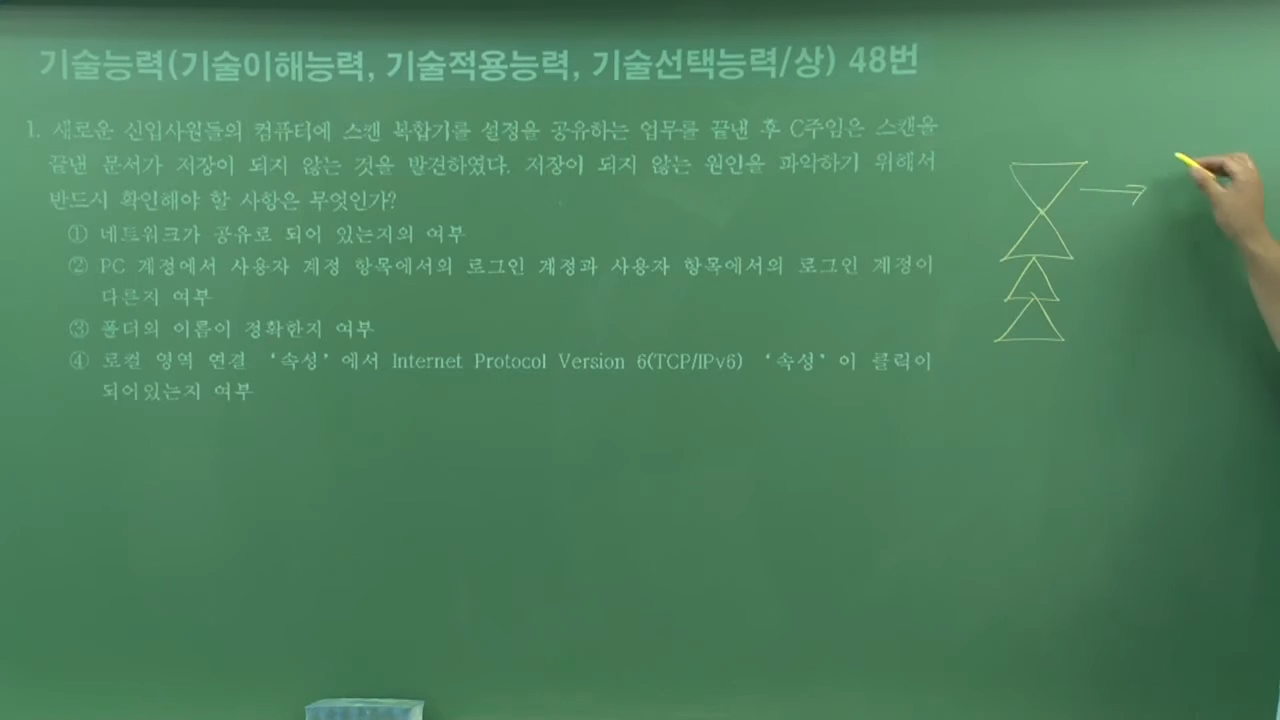 기술능력(기술이해능력, 기술적용능력, 기술선택능력/상) 48번
1. 새로운 신입사원들의 컴퓨터에 스캔 복합기를 설정을 공유하는 업무를 끝낸 후 C주임은 스캔을
끝낸 문서가 저장이 되지 않는 것을 발견하였다. 저장이 되지 않는 원인을 파악하기 위해서
반드시 확인해야 할 사항은 무엇인가?
① 네트워크가 공유로 되어 있는지의 여부
② PC 계정에서 사용자 계정 항목에서의 로그인 계정과 사용자 항목에서의 로그인 계정이
다른지 여부
③ 폴더의 이름이 정확한지 여부
④ 로컬 영역 연결 ‘속성’에서 Internet Protocol Version 6(TCP/IPv6) ‘속성’이 클릭이
되어있는지 여부